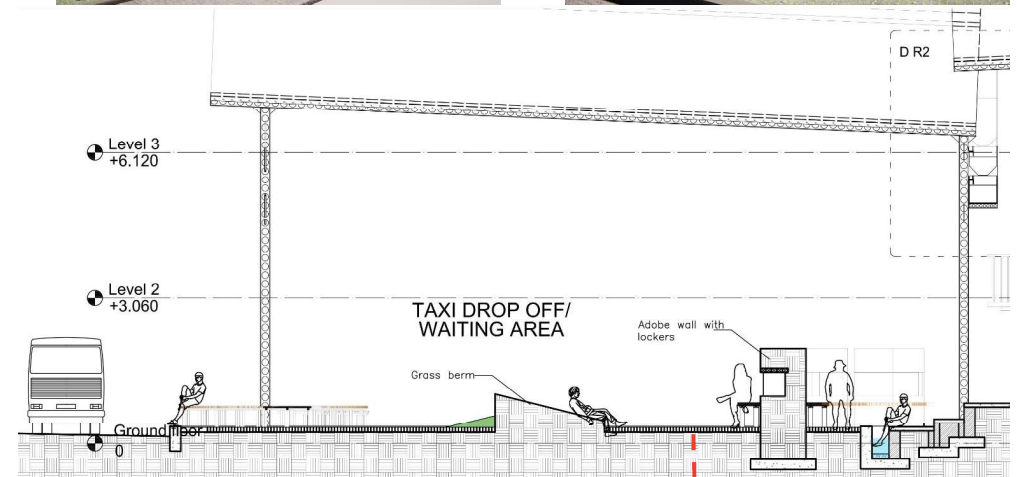 D R2
Level 3
+6.120
Level 2
+3.060
TAXI DROP OFF/
WAITING AREA
Adobe wall with
lockers
Grass berm
Ground floor
0